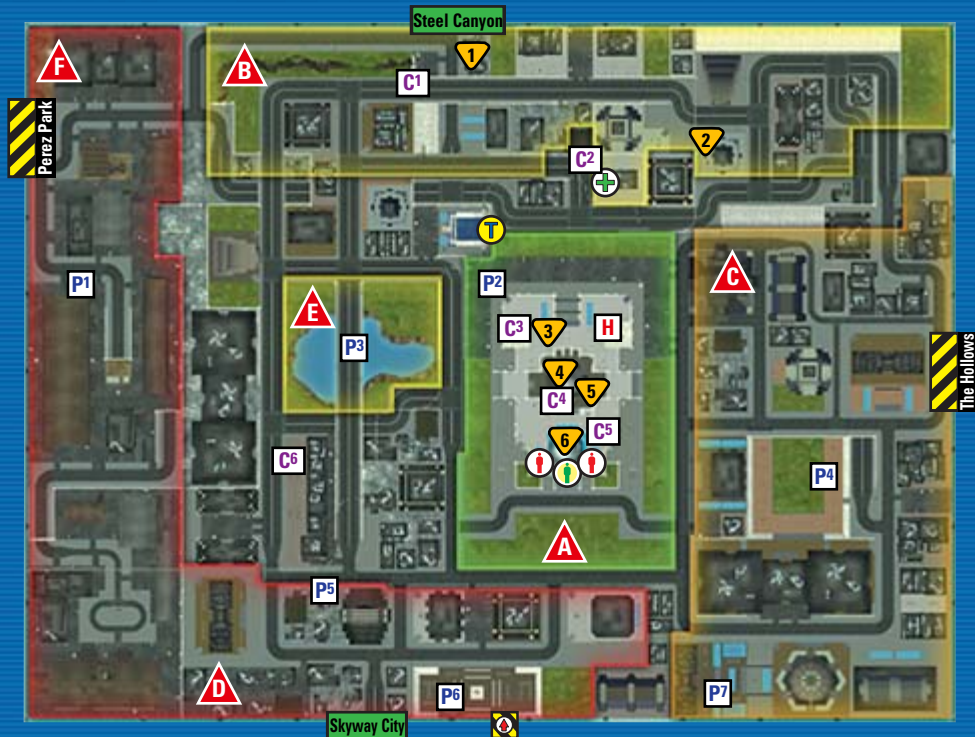 Steel Canyon
F
B
1
C1
Perez Park
2
C2
T
P2
C
P1
E
C3
3
H
P3
4
The Hollows
5
C4
C5
6
C6
P4
A
P5
D
P6
P7
Skyway City